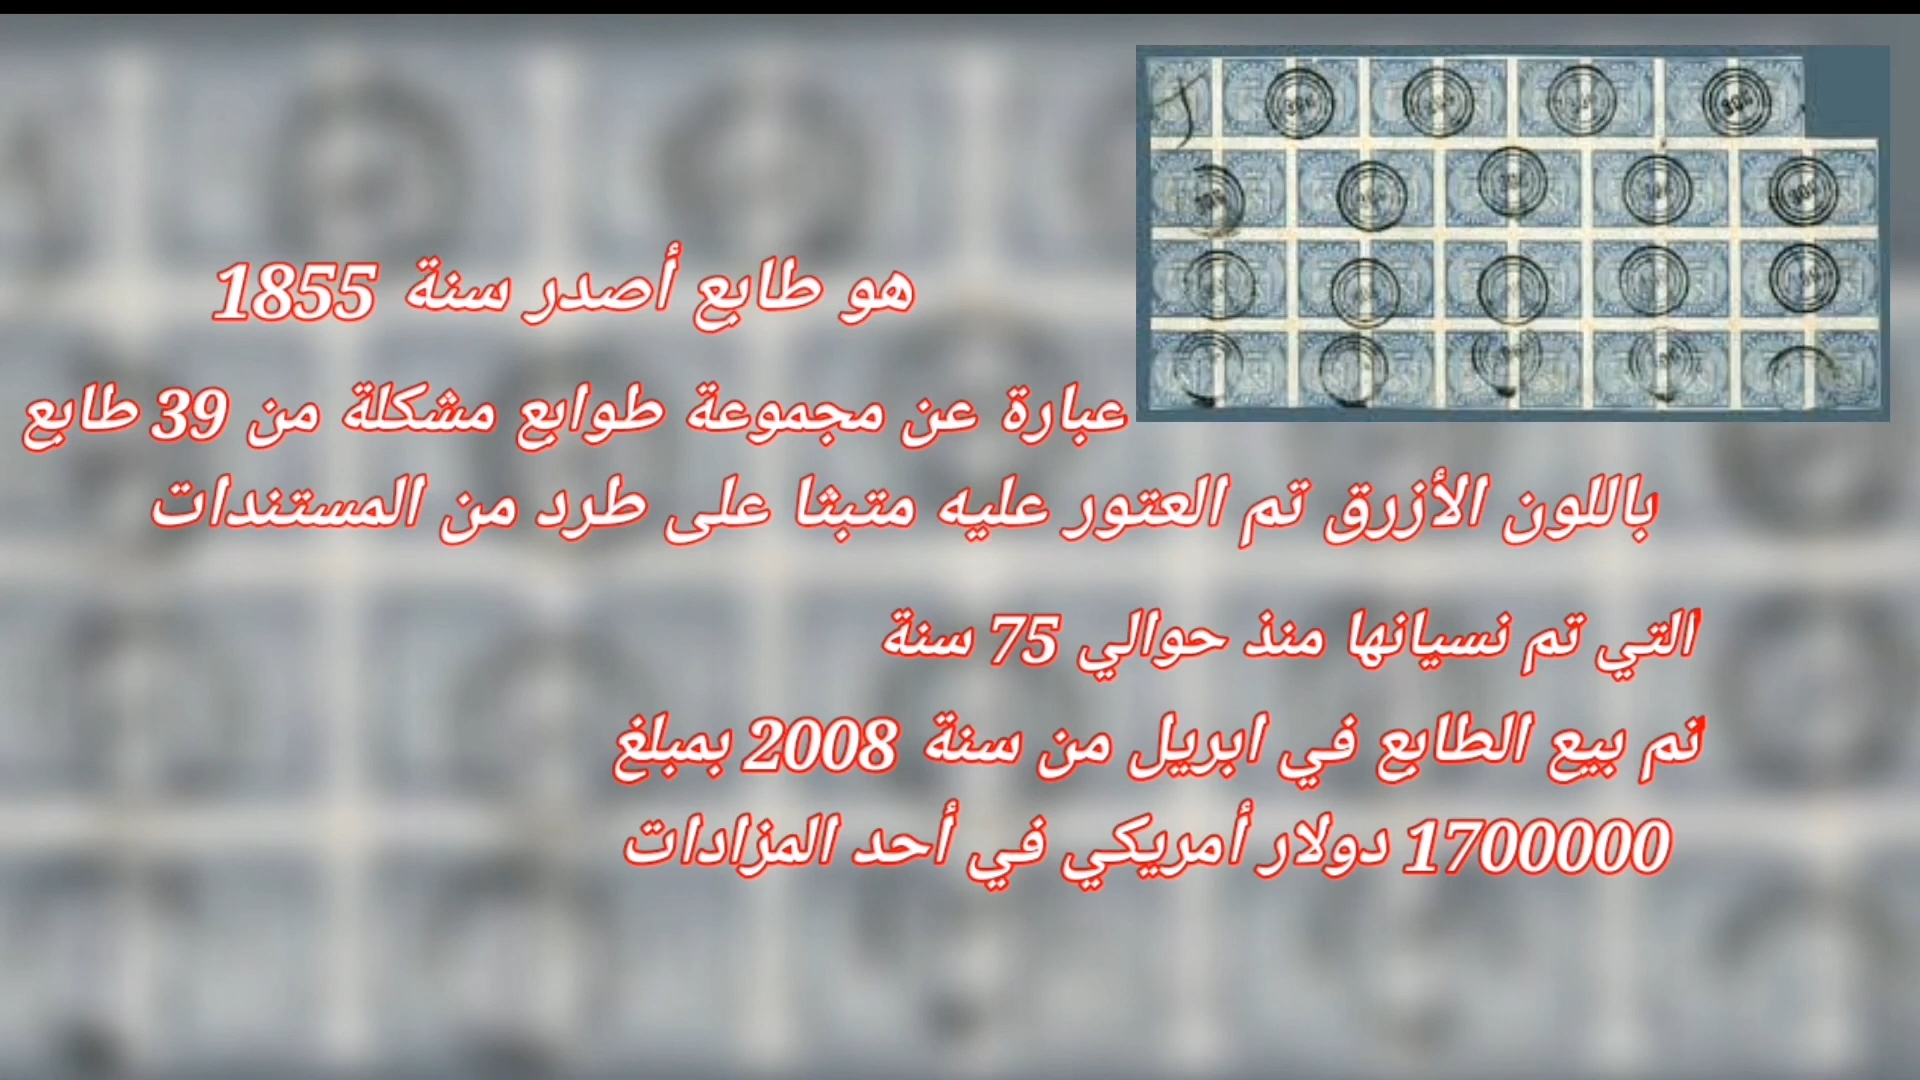 هو طابع أصدر سنة 1855
عبارة عن مجموعة طوابع مشكلة من 39 طابع
باللون الأزرق تم العتور عليه متبثا على طرد من المستندات
التي تم نسيانها منذ حوالي 75 سنة
تم بيع الطابع في ابريل من سنة 2008 بمبلغ
1700000 دولار أمريكي في أحد المزادات